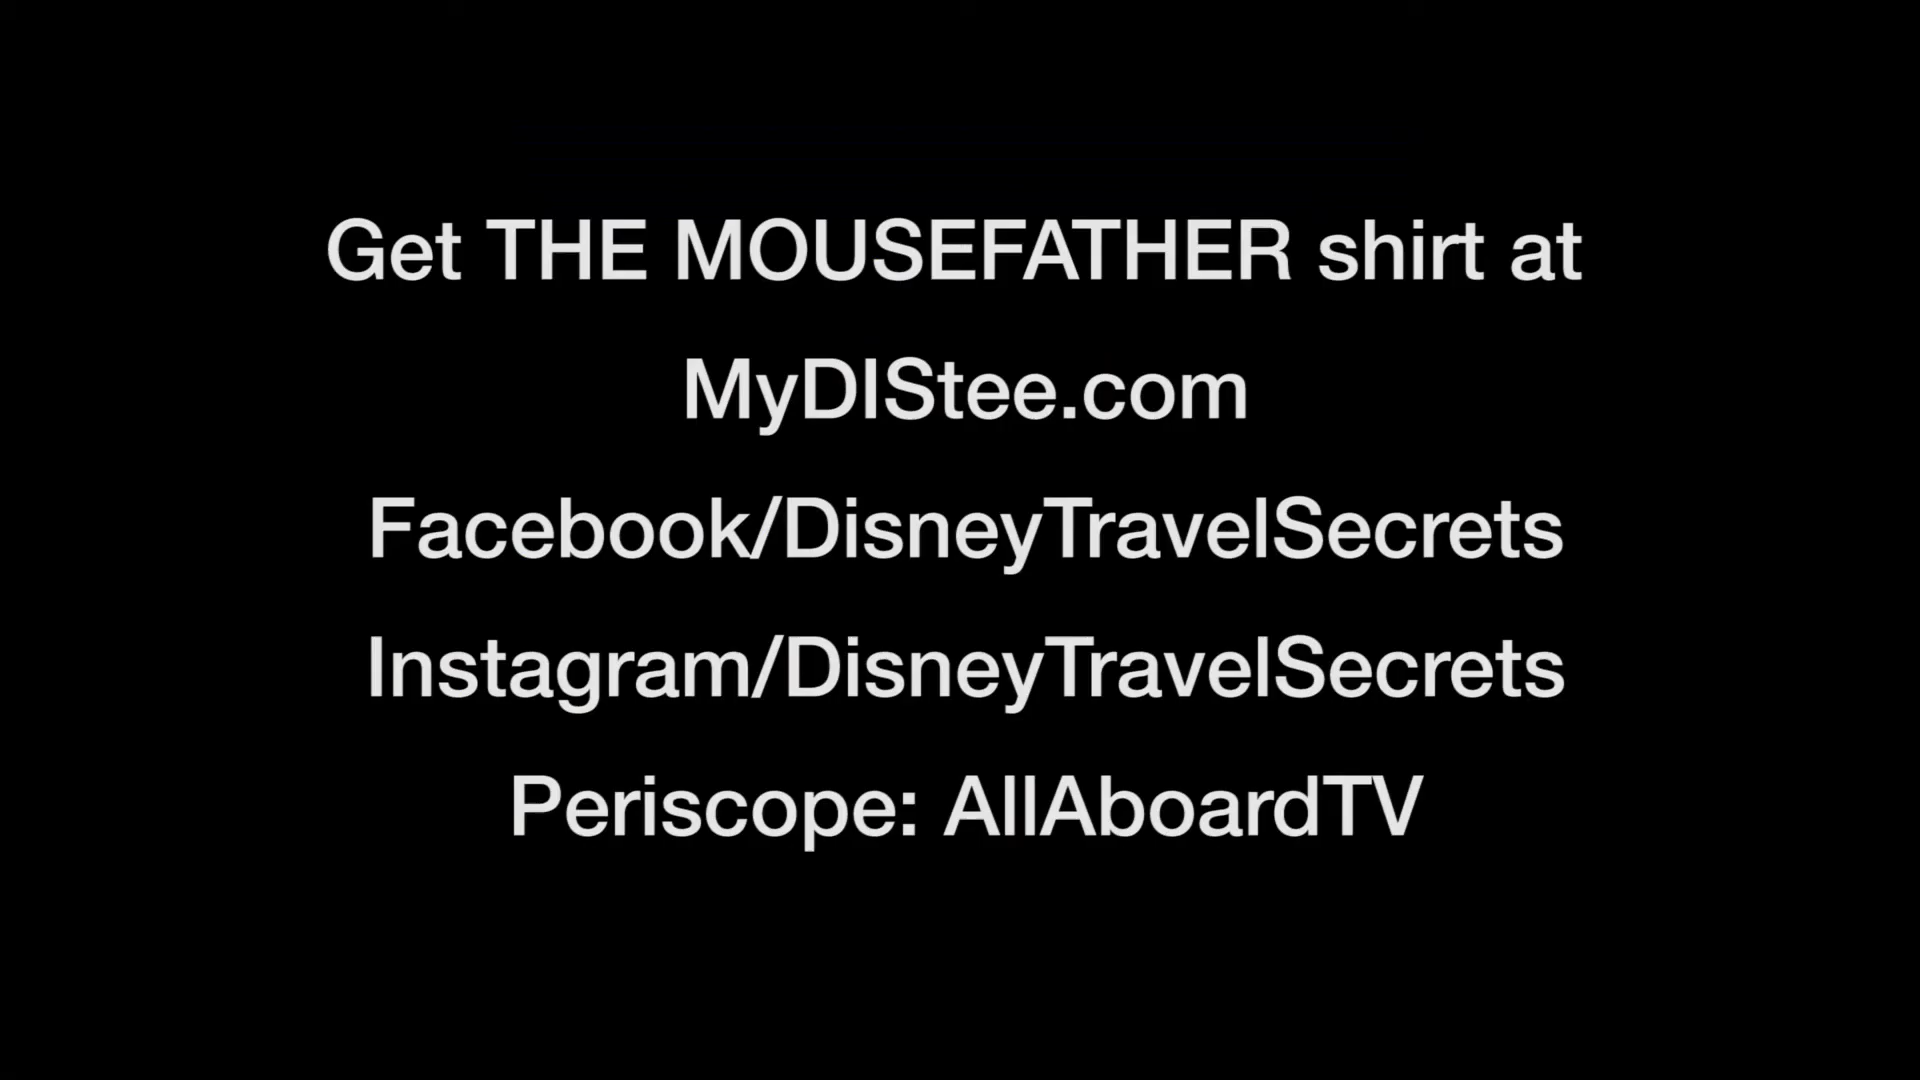 Get THE MOUSEFATHER shirt at
MyDIStee.com
Facebook/DisneyTravelSecrets
Instagram/DisneyTravelSecrets
Periscope: AllAboardTV